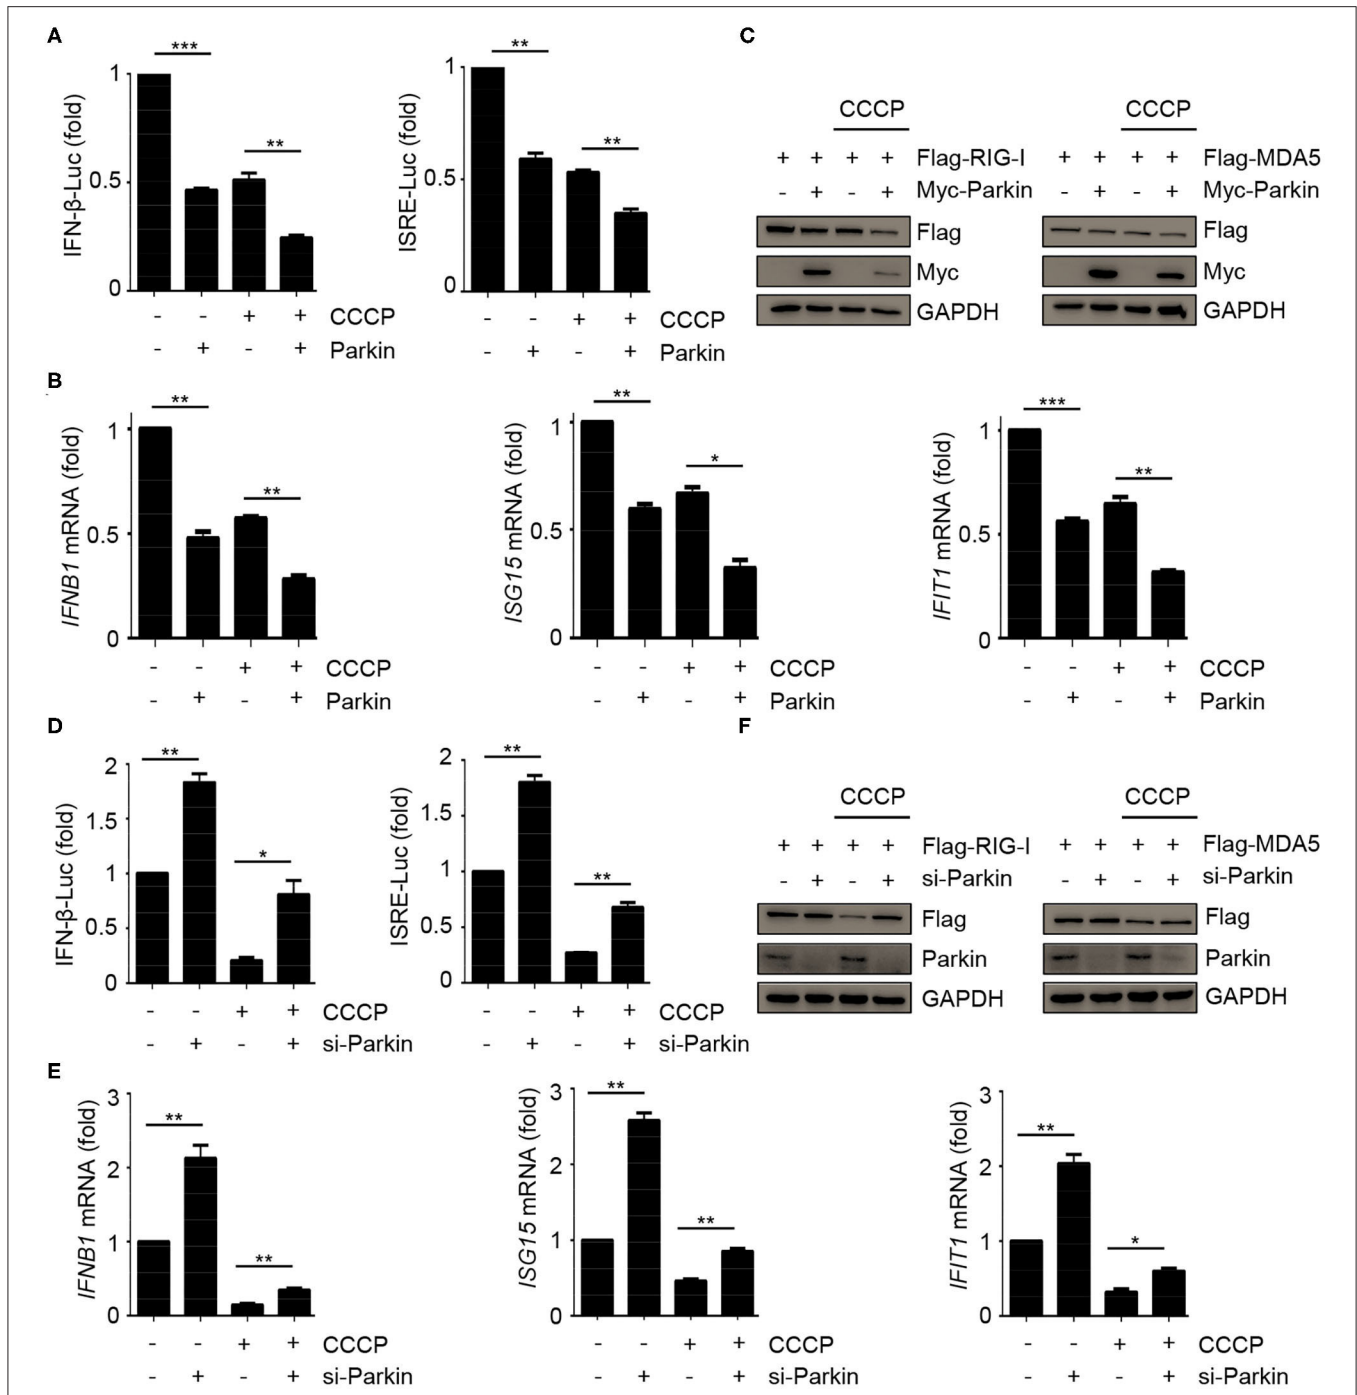 A
IFN-β-Luc (fold)
1
0.5
0
***
**
- - + + CCCP
- + - + Parkin
ISRE-Luc (fold)
1
0.5
0
**
**
- - + + CCCP
- + - + Parkin
C
CCCP
+ + + + Flag-RIG-I
- + - + Myc-Parkin
Flag
Myc
GAPDH
CCCP
+ + + + Flag-MDA5
- + - + Myc-Parkin
Flag
Myc
GAPDH
B
IFNB1 mRNA (fold)
1
0.5
0
**
**
- - + + CCCP
- + - + Parkin
ISG15 mRNA (fold)
1
0.5
0
**
*
- - + + CCCP
- + - + Parkin
IFIT1 mRNA (fold)
1
0.5
0
***
**
- - + + CCCP
- + - + Parkin
D
IFN-β-Luc (fold)
2
1.5
1
0.5
0
**
*
- - + + CCCP
- + - + si-Parkin
ISRE-Luc (fold)
2
1.5
1
0.5
0
**
**
- - + + CCCP
- + - + si-Parkin
F
CCCP
+ + + + Flag-RIG-I
- + - + si-Parkin
Flag
Parkin
GAPDH
CCCP
+ + + + Flag-MDA5
- + - + si-Parkin
Flag
Parkin
GAPDH
E
IFNB1 mRNA (fold)
3
2
1
0
**
**
- - + + CCCP
- + - + si-Parkin
ISG15 mRNA (fold)
3
2
1
0
**
**
- - + + CCCP
- + - + si-Parkin
IFIT1 mRNA (fold)
3
2
1
0
**
*
- - + + CCCP
- + - + si-Parkin